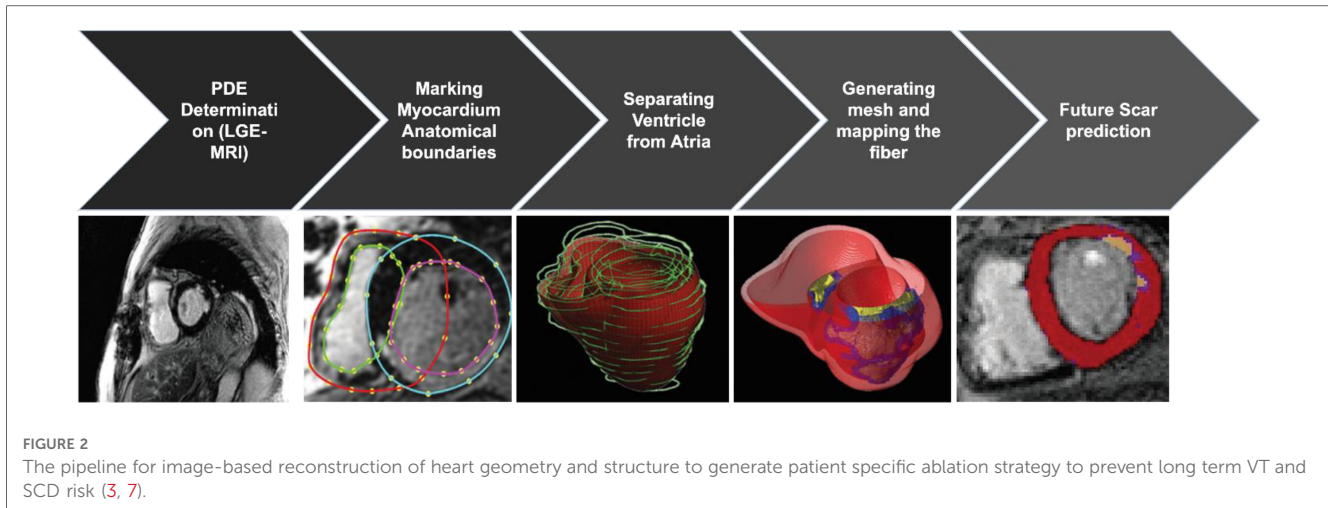 PDE
Determinati
on (LGE-
MRI)
Marking
Myocardium
Anatomical
boundaries
Separating
Ventricle
from Atria
Generating
mesh and
mapping the
fiber
Future Scar
prediction
FIGURE 2
The pipeline for image-based reconstruction of heart geometry and structure to generate patient specific ablation strategy to prevent long term VT and
SCD risk (3, 7).